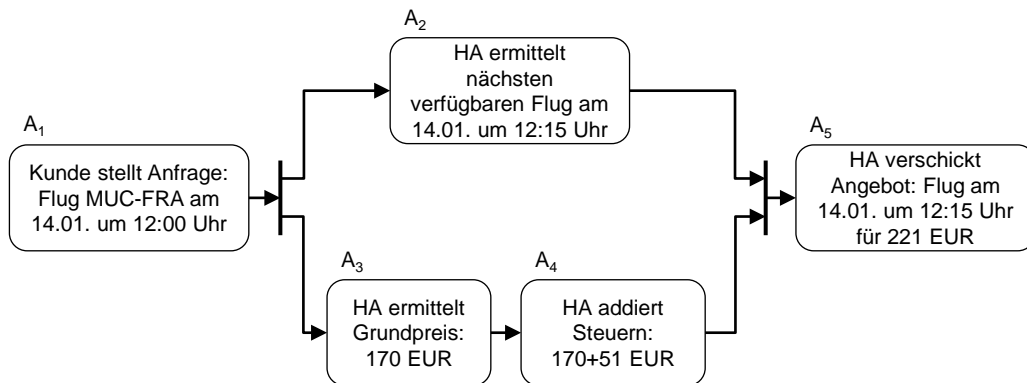 A2
HA ermittelt
nächsten
verfügbaren Flug am
14.01. um 12:15 Uhr
A1
Kunde stellt Anfrage:
Flug MUC-FRA am
14.01. um 12:00 Uhr
A5
HA verschickt
Angebot: Flug am
14.01. um 12:15 Uhr
für 221 EUR
A3
HA ermittelt
Grundpreis:
170 EUR
A4
HA addiert
Steuern:
170+51 EUR